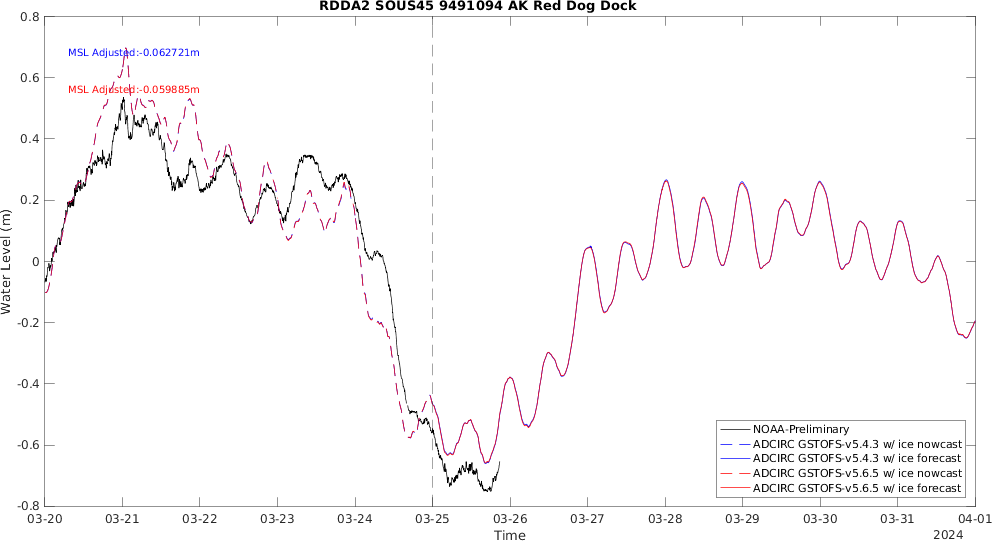 RDDA2 SOUS45 9491094 AK Red Dog Dock
0.8
0.6
0.4
0.2
0
-0.2
-0.4
-0.6
-0.8
Water Level (m)
MSL Adjusted:-0.062721m
MSL Adjusted:-0.059885m
NOAA-Preliminary
ADCIRC GSTOFS-v5.4.3 w/ ice nowcast
ADCIRC GSTOFS-v5.4.3 w/ ice forecast
ADCIRC GSTOFS-v5.6.5 w/ ice nowcast
ADCIRC GSTOFS-v5.6.5 w/ ice forecast
03-20 03-21 03-22 03-23 03-24 03-25 03-26 03-27 03-28 03-29 03-30 03-31 04-01
Time
2024